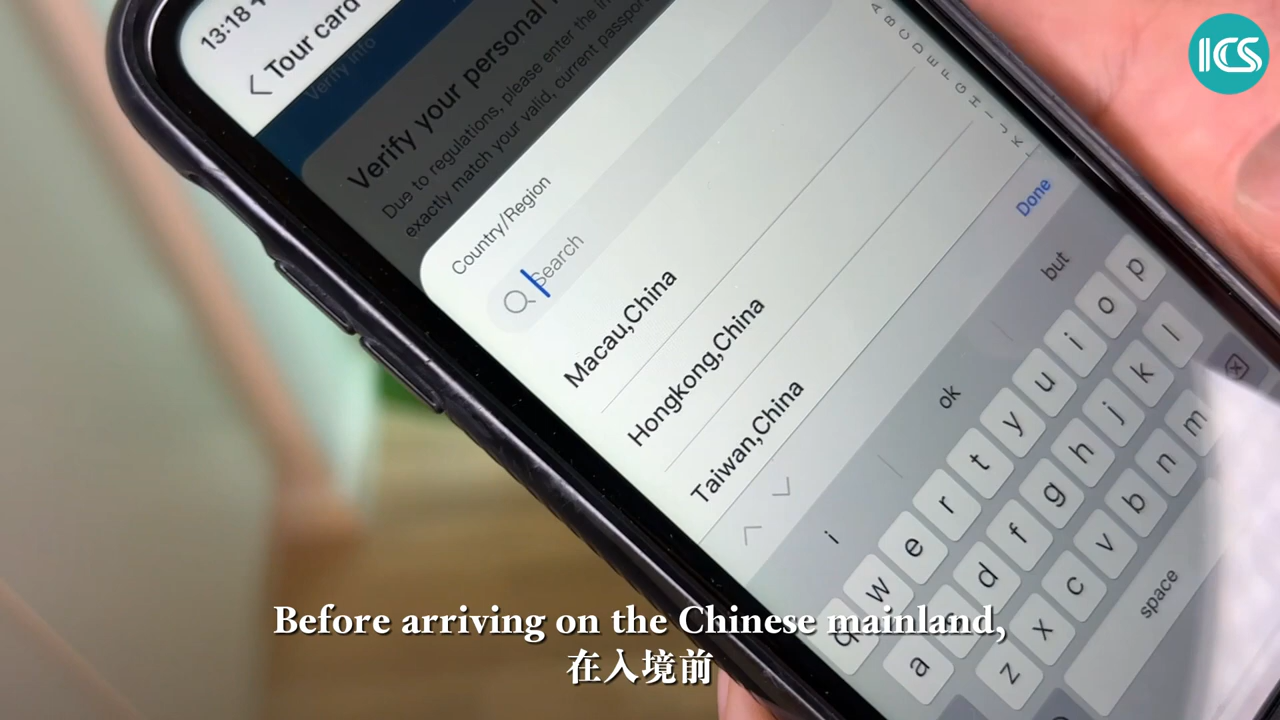 ICS
13:18
Tour card
Verify info
Verify your personal
Due to regulations, please enter the
exactly match your valid, current
Country/Region
Search
Macau,China
Hongkong,China
Taiwan,China
A
B
C
D
E
F
G
H
I
J
K
Done
i
ok
but
q w e r t y u i o p
a s d f g h j k l
z x c v b n m
space
Before arriving on the Chinese mainland,
在入境前